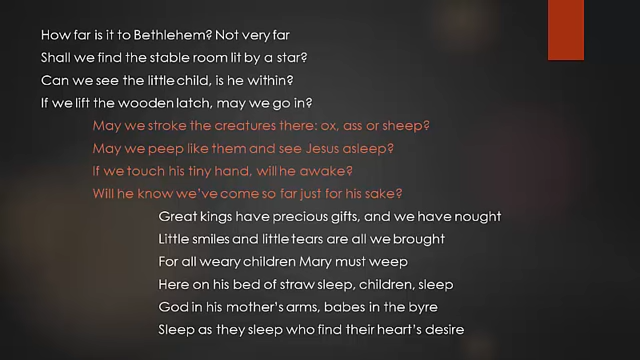 How far is it to Bethlehem? Not very far
Shall we find the stable room lit by a star?
Can we see the little child, is he within?
If we lift the wooden latch, may we go in?
May we stroke the creatures there: ox, ass or sheep?
May we peep like them and see Jesus asleep?
If we touch his tiny hand, will he awake?
Will he know we've come so far just for his sake?
Great kings have precious gifts, and we have nought
Little smiles and little tears are all we brought
For all weary children Mary must weep
Here on his bed of straw sleep, children, sleep
God in his mother's arms, babes in the byre
Sleep as they sleep who find their heart's desire